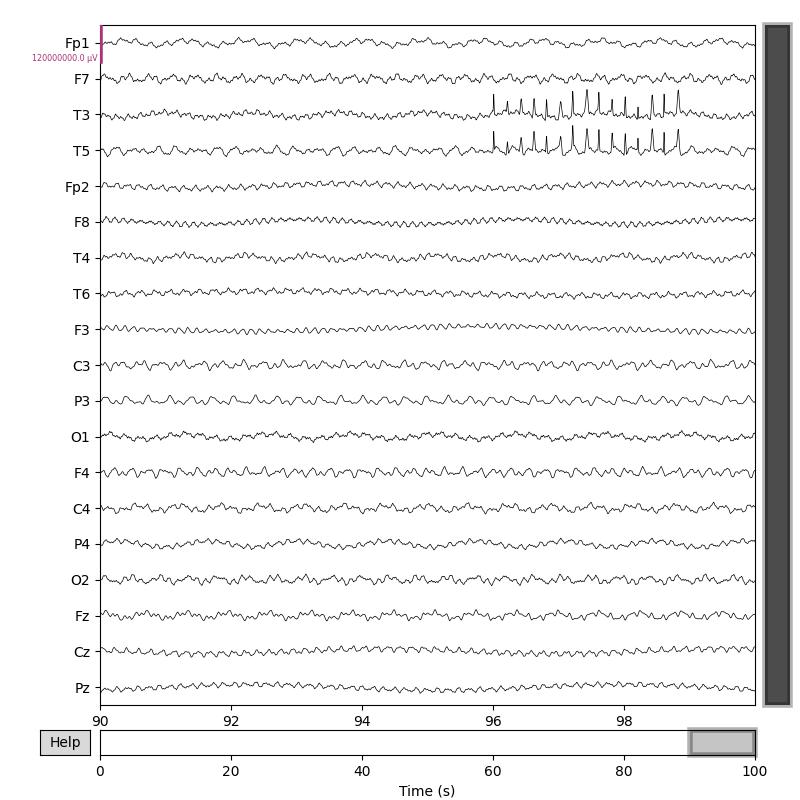 Fp1
120000000.0 µV
F7
T3
T5
Fp2
F8
T4
T6
F3
C3
P3
O1
F4
C4
P4
O2
Fz
Cz
Pz
90 92 94 96 98
Help
0 20 40 60 80 100
Time (s)